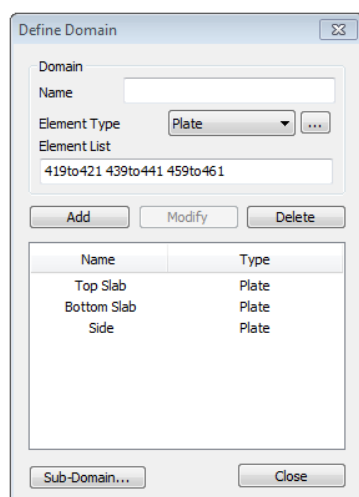 Define Domain
Domain
Name
Element Type Plate ...
Element List
419to421 439to441 459to461
Add Modify Delete
Name Type
Top Slab Plate
Bottom Slab Plate
Side Plate
Sub-Domain... Close